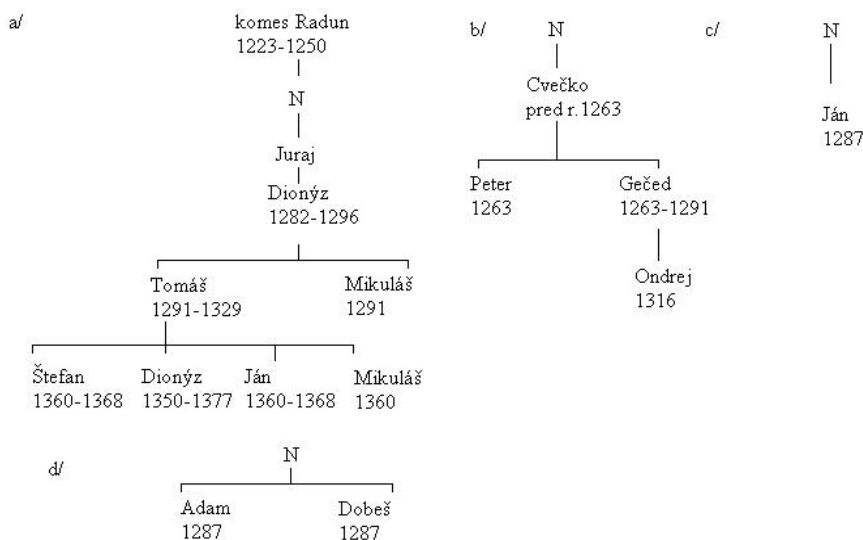 a/
komes Radun
1223-1250
N
Juraj
Dionýz
1282-1296
Tomáš
1291-1329
Mikuláš
1291
Štefan
1360-1368
Dionýz
1350-1377
Ján
1360-1368
Mikuláš
1360
b/
N
Cvečko
pred r.1263
Peter
1263
Gečed
1263-1291
Ondrej
1316
c/
N
Ján
1287
d/
N
Adam
1287
Dobeš
1287